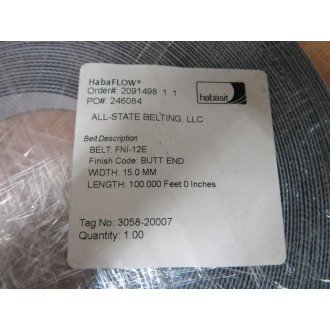 HabaFLOW®
Order# 2091498 1 1
PO#: 246084
habasit
ALL-STATE BELTING, LLC
Belt Description
BELT: FNI-12E
Finish Code: BUTT END
WIDTH: 15.0 MM
LENGTH: 100.000 Feet 0 Inches
Tag No: 3058-20007
Quantity: 1.00